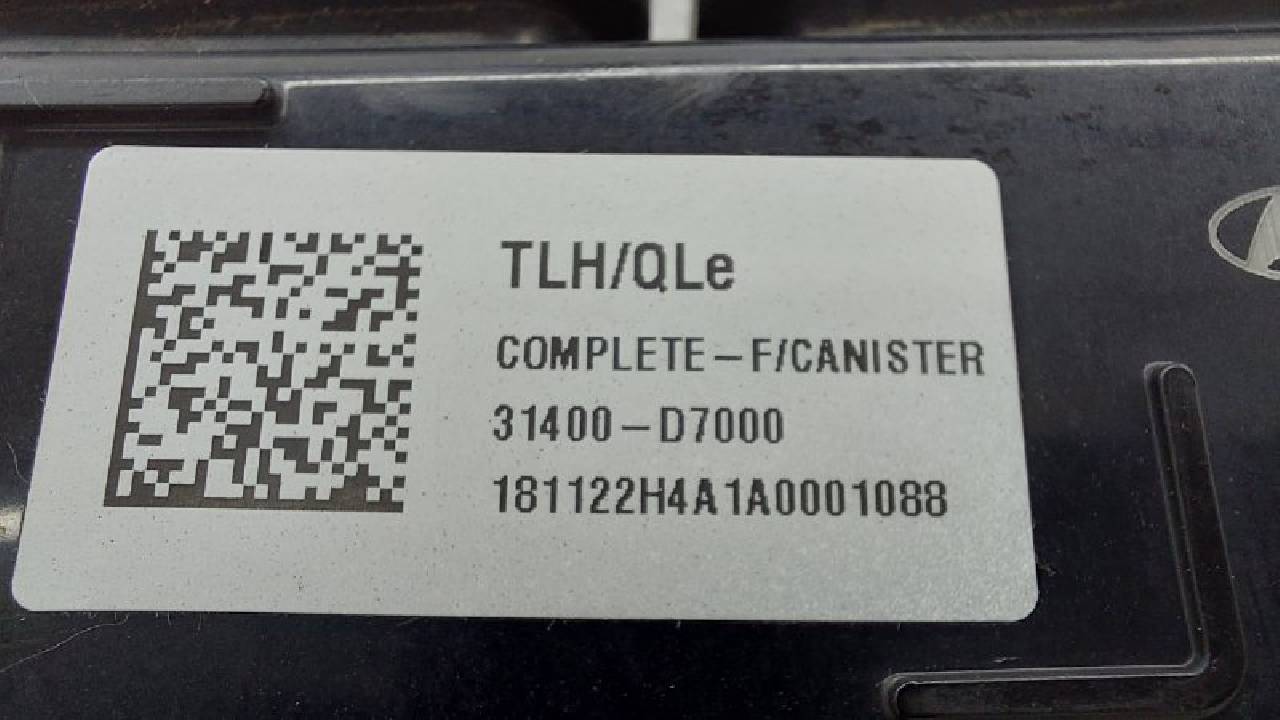 TLH/QLe
COMPLETE-F/CANISTER
31400-D7000
181122H4A1A0001088